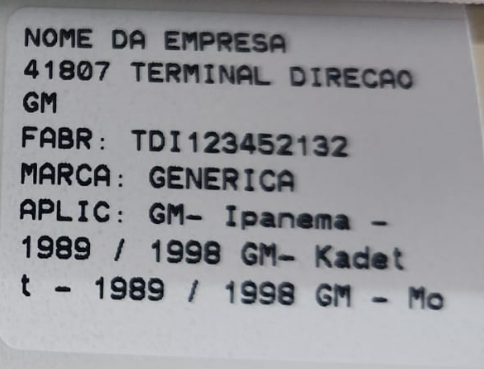 NOME DA EMPRESA
41807 TERMINAL DIRECAO
GM
FABR: TDI123452132
MARCA: GENERICA
APLIC: GM- Ipanema -
1989 / 1998 GM- Kadet
t - 1989 / 1998 GM - Mo